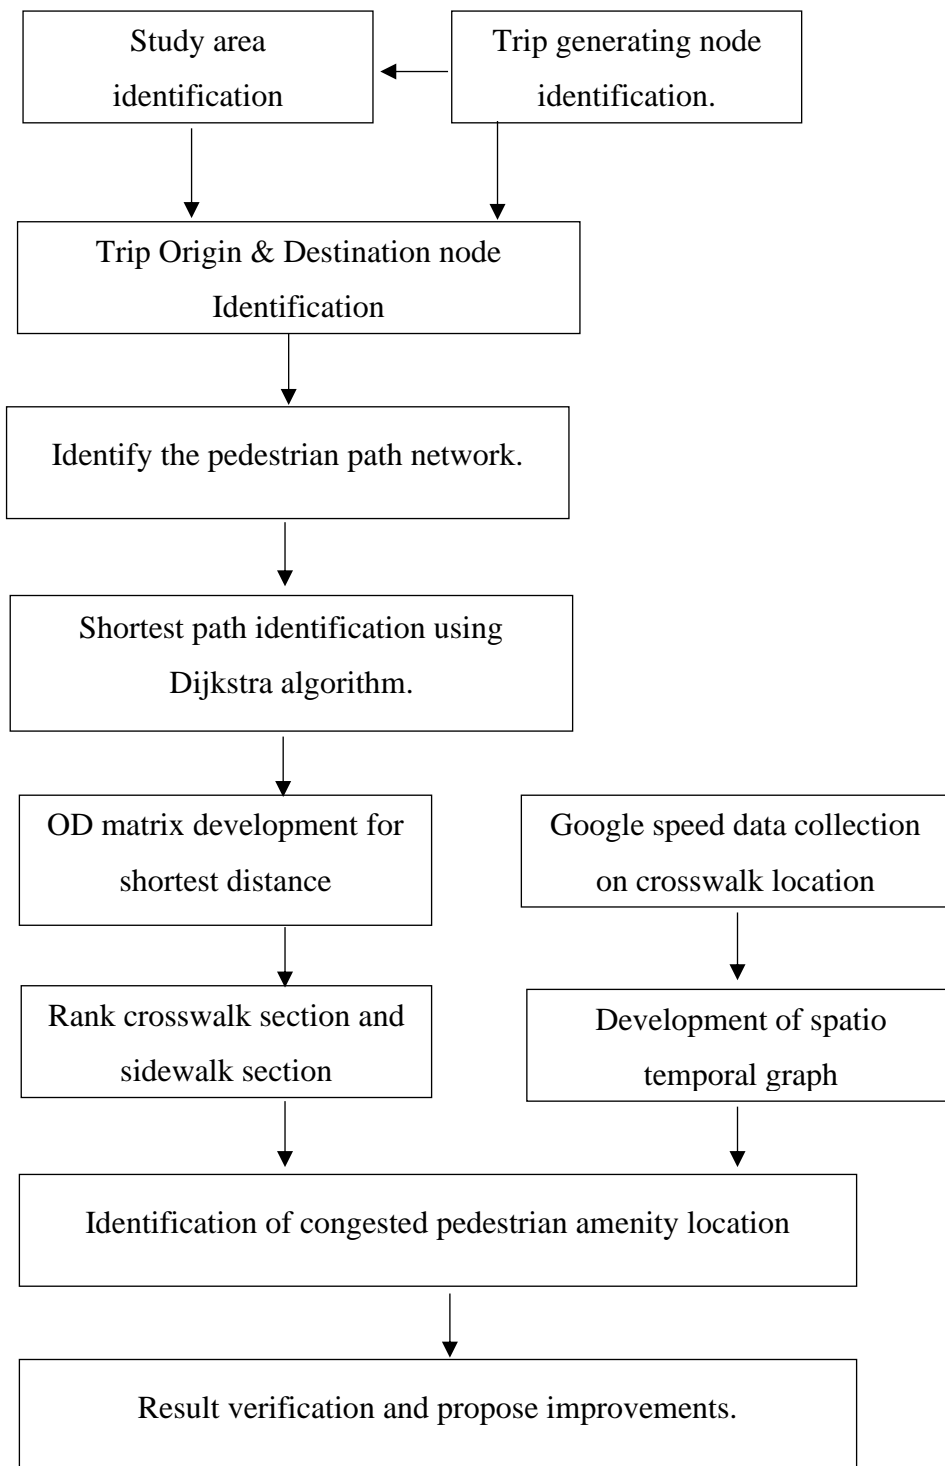 Study area
identification
Trip generating node
identification.
Trip Origin & Destination node
Identification
Identify the pedestrian path network.
Shortest path identification using
Dijkstra algorithm.
OD matrix development for
shortest distance
Google speed data collection
on crosswalk location
Rank crosswalk section and
sidewalk section
Development of spatio
temporal graph
Identification of congested pedestrian amenity location
Result verification and propose improvements.